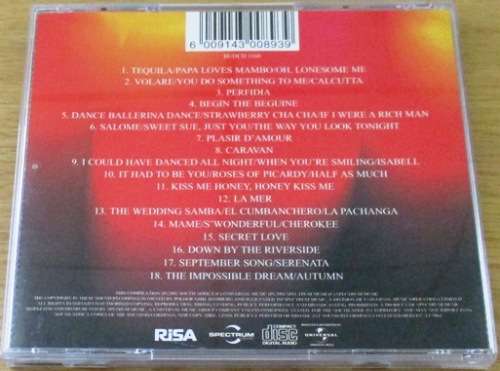 6 009143 008939
1. TEQUILA/PAPA LOVES MAMBO/OH, LONESOME ME
2. VOLARE/YOU DO SOMETHING TO ME/CALCUTTA
3. PERFIDIA
4. BEGIN THE BEGUINE
5. DANCE BALLERINA DANCE/STRAWBERRY CHA CHA/IF I WERE A RICH MAN
6. SALOME/SWEET SUE, JUST YOU/THE WAY YOU LOOK TONIGHT
7. PLASIR D'AMOUR
8. CARAVAN
9. I COULD HAVE DANCED ALL NIGHT/WHEN YOU'RE SMILING/ISABELL
10. IT HAD TO BE YOU/ROSES OF PICARDY/HALF AS MUCH
11. KISS ME HONEY, HONEY KISS ME
12. LA MER
13. THE WEDDING SAMBA/EL CUMBANCHERO/LA PACHANGA
14. MAME/S'WONDERFUL/CHEROKEE
15. SECRET LOVE
16. DOWN BY THE RIVERSIDE
17. SEPTEMBER SONG/SERENATA
18. THE IMPOSSIBLE DREAM/AUTUMN
RiSA SPECTRUM COMPACT disc DIGITAL AUDIO UNIVERSAL